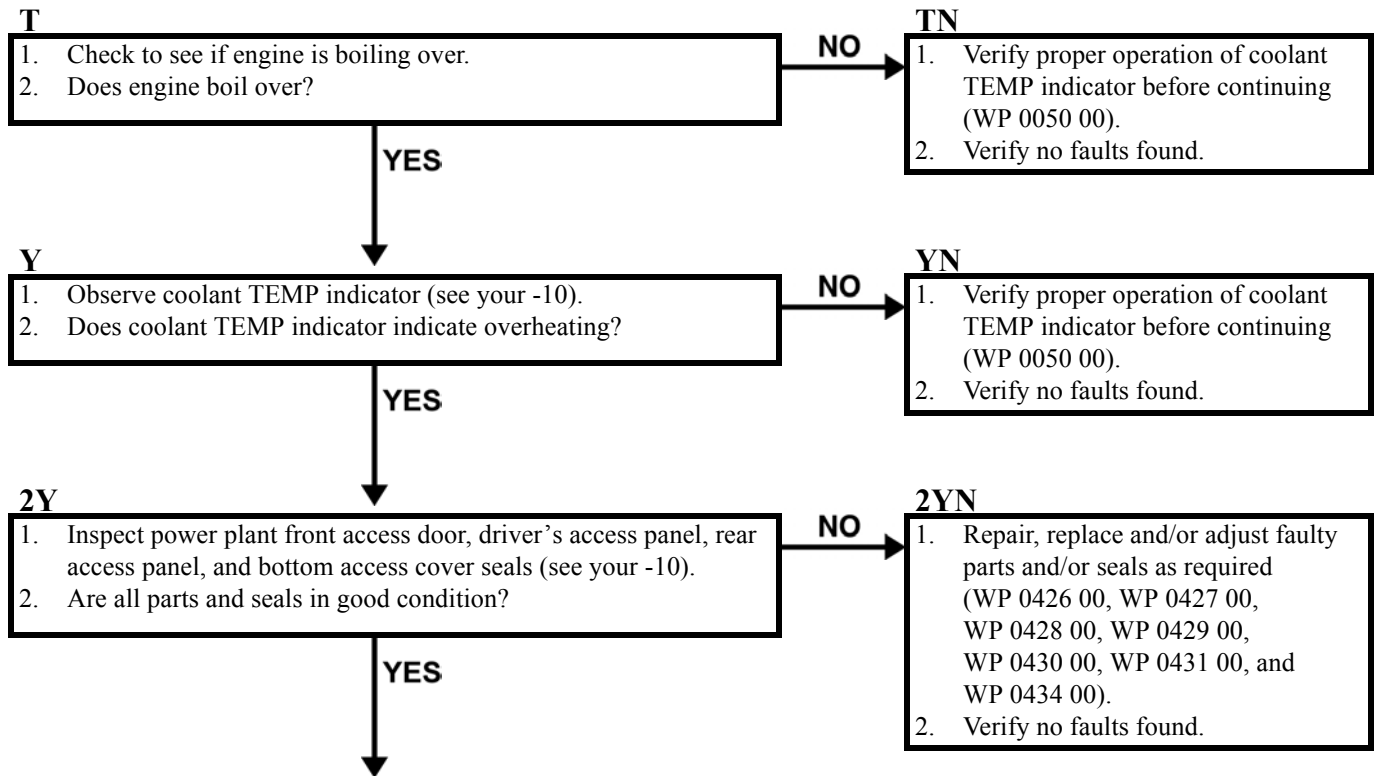 T
1. Check to see if engine is boiling over.
2. Does engine boil over?
NO
TN
1. Verify proper operation of coolant
TEMP indicator before continuing
(WP 0050 00).
2. Verify no faults found.
YES
Y
1. Observe coolant TEMP indicator (see your -10).
2. Does coolant TEMP indicator indicate overheating?
NO
YN
1. Verify proper operation of coolant
TEMP indicator before continuing
(WP 0050 00).
2. Verify no faults found.
YES
2Y
1. Inspect power plant front access door, driver’s access panel, rear
access panel, and bottom access cover seals (see your -10).
2. Are all parts and seals in good condition?
NO
2YN
1. Repair, replace and/or adjust faulty
parts and/or seals as required
(WP 0426 00, WP 0427 00,
WP 0428 00, WP 0429 00,
WP 0430 00, WP 0431 00, and
WP 0434 00).
2. Verify no faults found.
YES